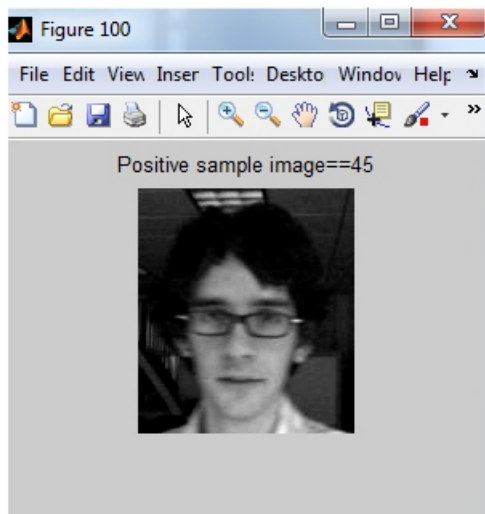 Figure 100
File Edit View Inser Tool: Deskto Windov Help
Positive sample image==45